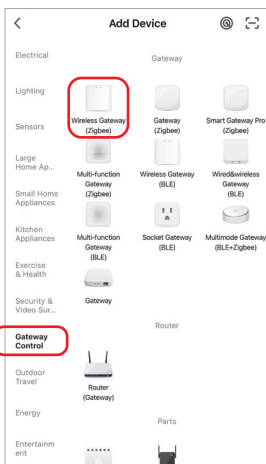 Add Device
Electrical
Lighting
Sensors
Large
Home Ap...
Small Home
Appliances
Kitchen
Appliances
Exercise
& Health
Security &
Video Sur...
Gateway
Control
Outdoor
Travel
Energy
Entertainm
ent
Gateway
Wireless Gateway
(Zigbee)
Gateway
(Zigbee)
Smart Gateway Pro
(Zigbee)
Multi-function
Gateway
(Zigbee)
Wireless Gateway
(BLE)
Wired&wireless
Gateway
(BLE)
Multi-function
Gateway
(BLE)
Socket Gateway
(BLE)
Multimode Gateway
(BLE+Zigbee)
Gateway
Router
Router
(Gateway)
Parts